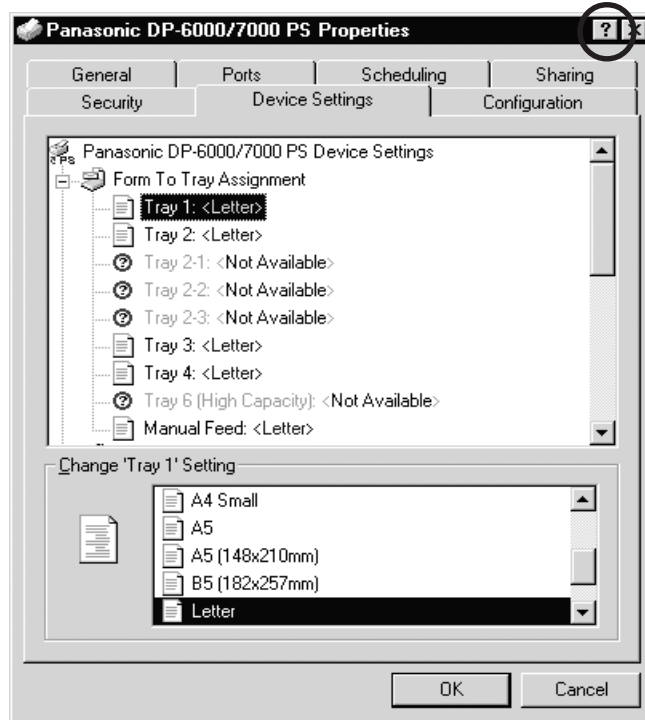 Panasonic DP-6000/7000 PS Properties ? X
General Ports Scheduling Sharing
Security Device Settings Configuration
PS Panasonic DP-6000/7000 PS Device Settings
Form To Tray Assignment
Tray 1: <Letter>
Tray 2: <Letter>
? Tray 2-1: <Not Available>
? Tray 2-2: <Not Available>
? Tray 2-3: <Not Available>
Tray 3: <Letter>
Tray 4: <Letter>
? Tray 6 (High Capacity): <Not Available>
Manual Feed: <Letter>
Change 'Tray 1' Setting
A4 Small
A5
A5 (148x210mm)
B5 (182x257mm)
Letter
OK Cancel